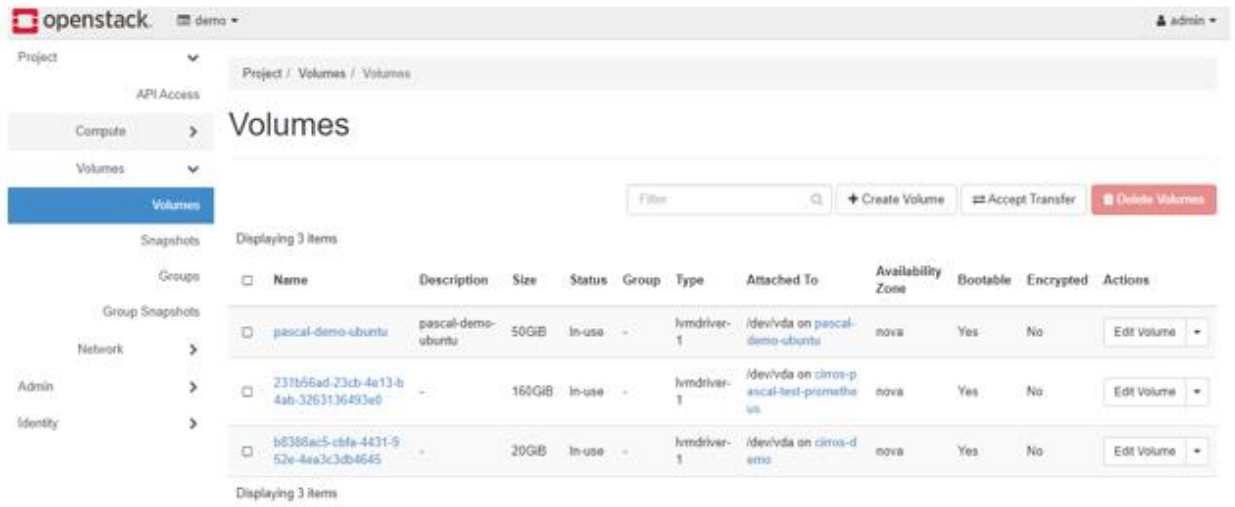 openstack. demo admin
Project
API Access
Compute
Volumes
Volumes
Snapshots
Groups
Group Snapshots
Network
Admin
Identity
Project / Volumes / Volumes
Volumes
Filter Create Volume Accept Transfer Delete Volumes
Displaying 3 items
Name Description Size Status Group Type Attached To Availability Zone Bootable Encrypted Actions
pascal-demo-ubuntu pascal-demo- 50GiB In-use - lvmdriver- /dev/vda on pascal- nova Yes No Edit Volume
ubuntu 1 demo-ubuntu
231b56ad-23cb-4e13-b - 160GiB In-use - lvmdriver- /dev/vda on cirros-p nova Yes No Edit Volume
4ab-3263136493e0 1 ascal-test-promethe
us
b8388ac5-cbfa-4431-9 - 20GiB In-use - lvmdriver- /dev/vda on cirros-d nova Yes No Edit Volume
52e-4ea3c3db4645 1 emo
Displaying 3 items